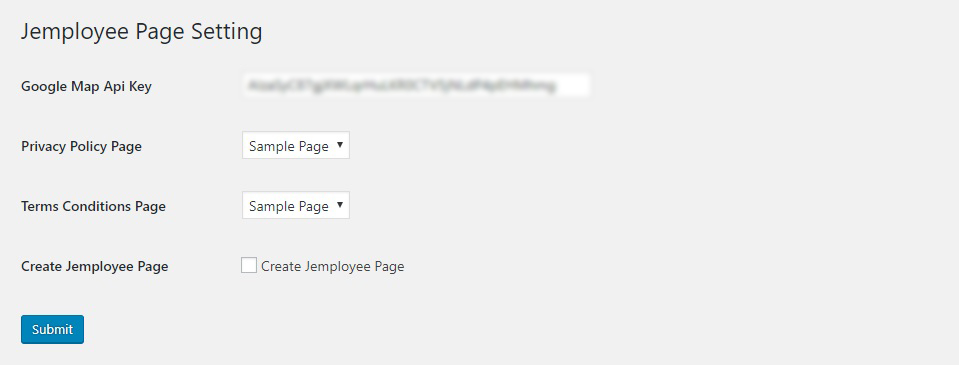 Jemployee Page Setting
Google Map Api Key
Privacy Policy Page Sample Page
Terms Conditions Page Sample Page
Create Jemployee Page Create Jemployee Page
Submit